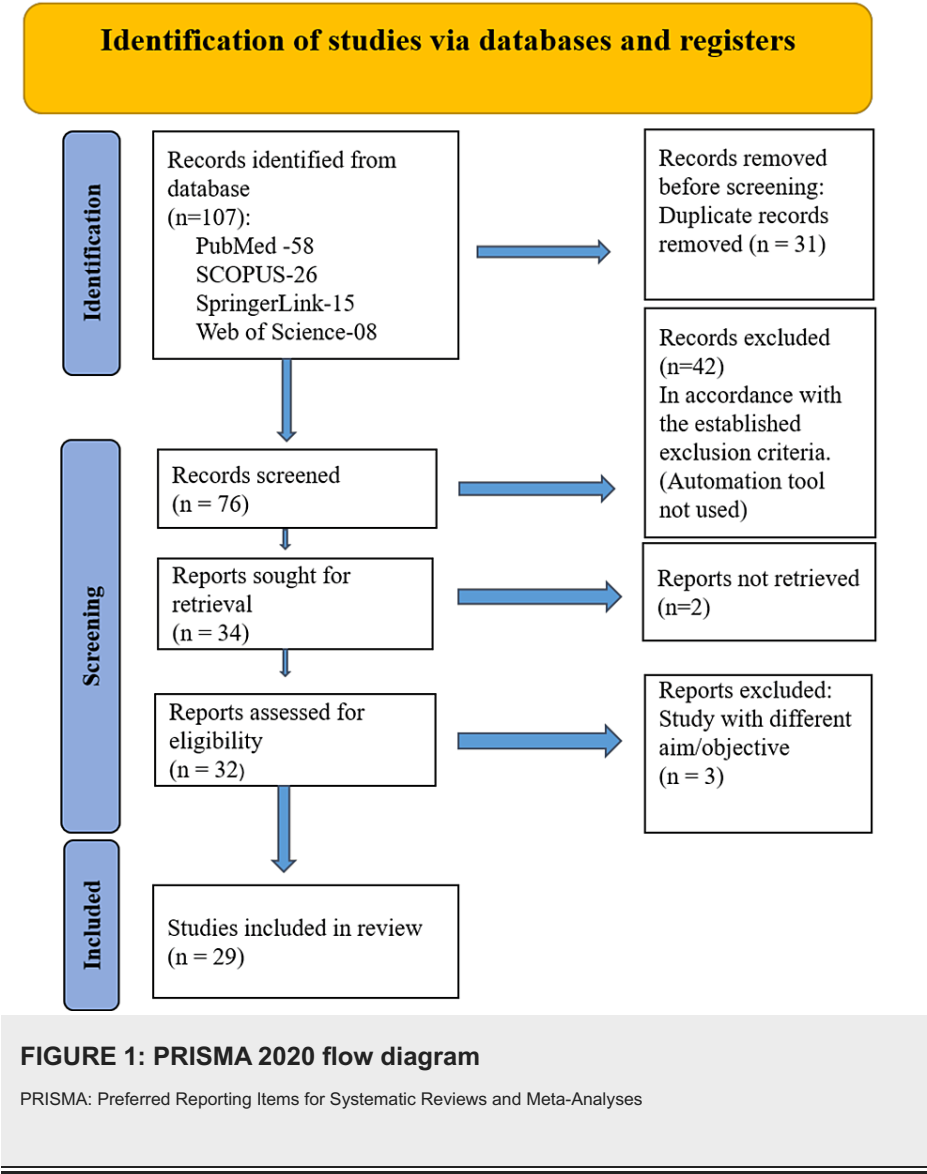 Identification of studies via databases and registers
Identification
Records identified from
database
(n=107):
PubMed -58
SCOPUS-26
SpringerLink-15
Web of Science-08
Records removed
before screening:
Duplicate records
removed (n = 31)
Screening
Records screened
(n = 76)
Records excluded
(n=42)
In accordance with
the established
exclusion criteria.
(Automation tool
not used)
Reports sought for
retrieval
(n = 34)
Reports not retrieved
(n=2)
Reports assessed for
eligibility
(n = 32)
Reports excluded:
Study with different
aim/objective
(n = 3)
Included
Studies included in review
(n = 29)
FIGURE 1: PRISMA 2020 flow diagram
PRISMA: Preferred Reporting Items for Systematic Reviews and Meta-Analyses